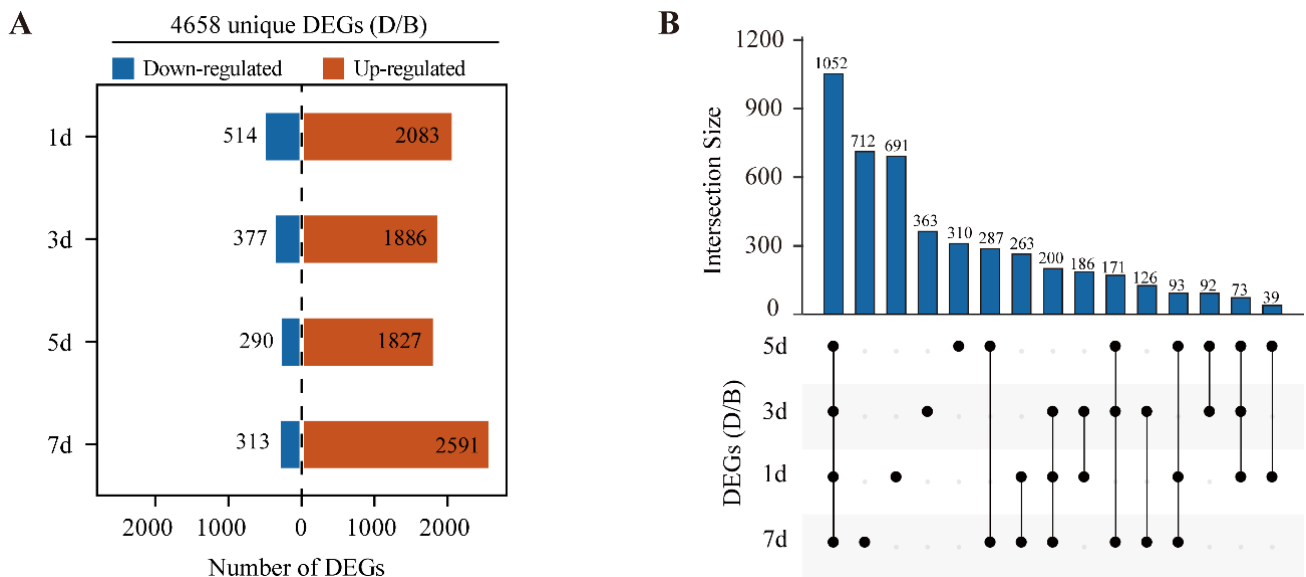 A
4658 unique DEGs (D/B)
Down-regulated Up-regulated
1d
514 2083
3d
377 1886
5d
290 1827
7d
313 2591
2000 1000 0 1000 2000
Number of DEGs
B
Intersection Size
1200
900
600
300
0
1052 712 691 363 310 287 263 200 186 171 126 93 92 73 39
DEGs (D/B)
5d
3d
1d
7d